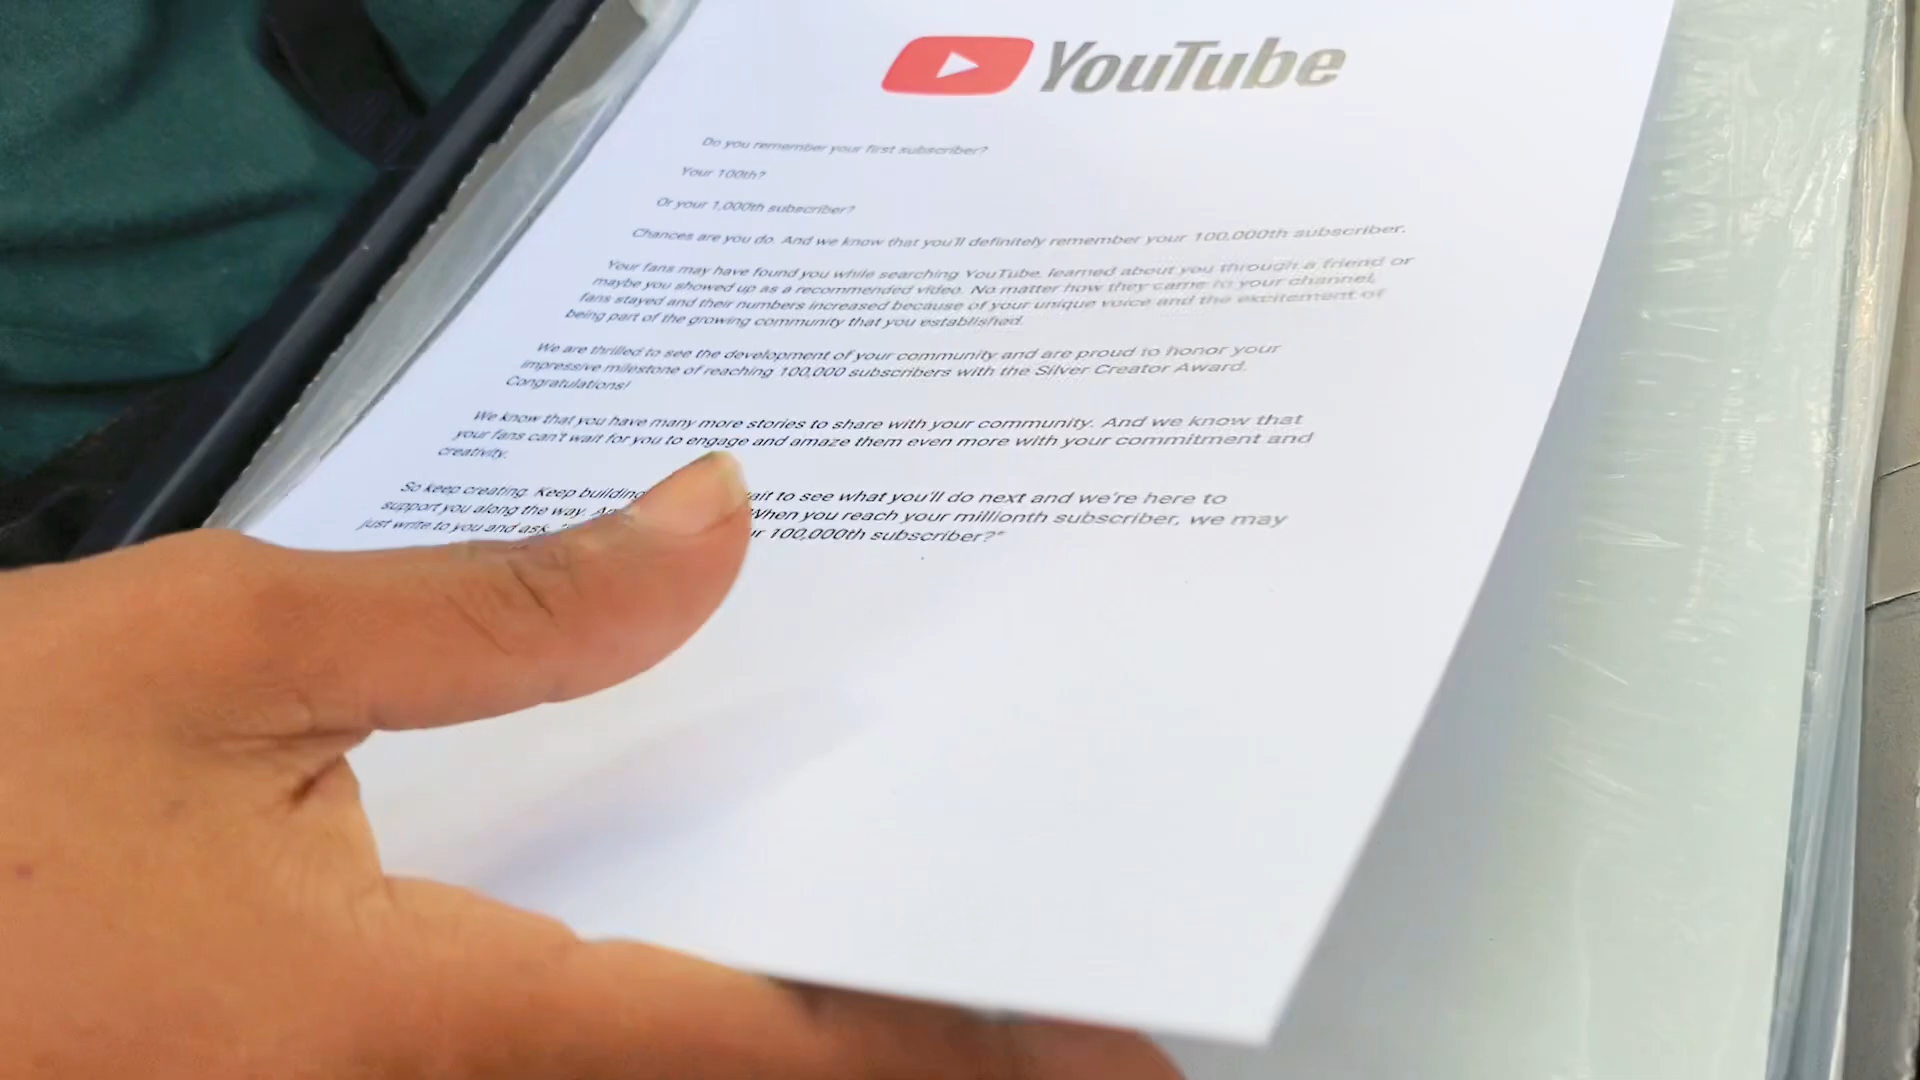 YouTube
Do you remember your first subscriber?
Your 100th?
Or your 1,000th subscriber?
Chances are you do. And we know that you'll definitely remember your 100,000th subscriber.
Your fans may have found you while searching YouTube, learned about you through a friend or
maybe you showed up as a recommended video. No matter how they came to your channel,
fans stayed and their numbers increased because of your unique voice and the excitement of
being part of the growing community that you established.
We are thrilled to see the development of your community and are proud to honor your
impressive milestone of reaching 100,000 subscribers with the Silver Creator Award.
Congratulations!
We know that you have many more stories to share with your community. And we know that
your fans can't wait for you to engage and amaze them even more with your commitment and
creativity.
So keep creating. Keep building to see what you'll do next and we're here to
support you along the way. When you reach your millionth subscriber, we may
just write to you and ask, 100,000th subscriber?"